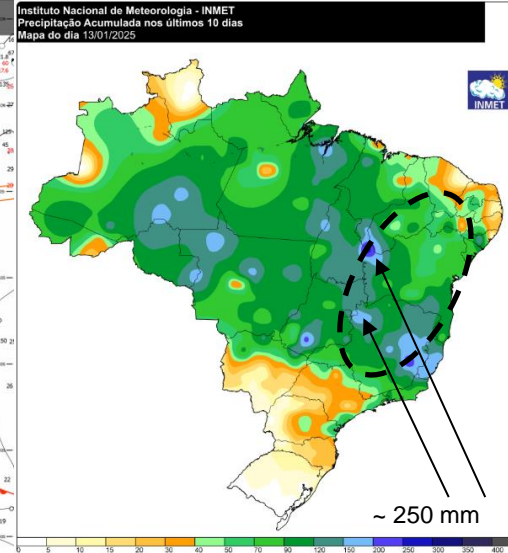 Instituto Nacional de Meteorologia - INMET
Precipitação Acumulada nos últimos 10 dias
Mapa do dia 13/01/2025
INMET
~ 250 mm
0 5 10 15 20 30 40 50 70 90 120 150 200 250 300 350 400